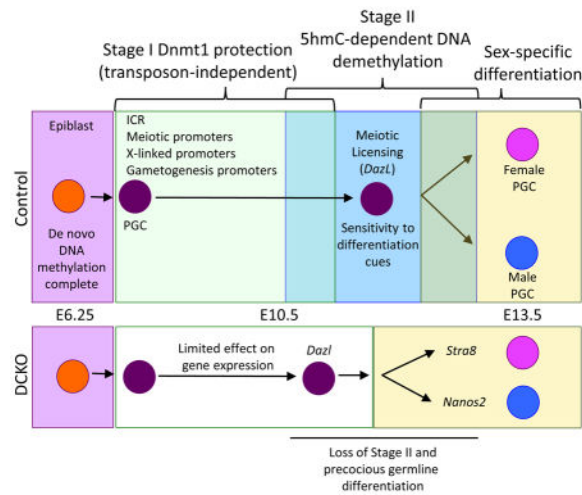 Stage I Dnmt1 protection
(transposon-independent)
Stage II
5hmC-dependent DNA
demethylation
Sex-specific
differentiation
Control
Epiblast
De novo
DNA
methylation
complete
ICR
Meiotic promoters
X-linked promoters
Gametogenesis promoters
PGC
Meiotic
Licensing
(DazL)
Sensitivity to
differentiation
cues
Female
PGC
Male
PGC
E6.25
E10.5
E13.5
DCKO
Limited effect on
gene expression
Dazl
Stra8
Nanos2
Loss of Stage II and
precocious germline
differentiation